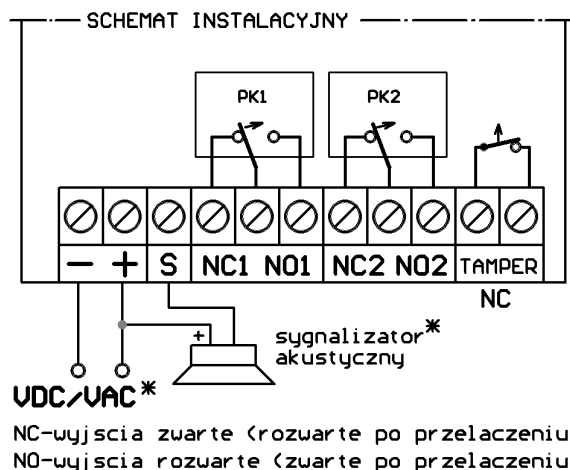 SCHEMAT INSTALACYJNY
PK1 PK2
- + S NC1 NO1 NC2 NO2 TAMPER
NC
+ sygnalizator*
akustyczny
VDC/VAC*
NC-wyjscia zwarte (rozwarte po przelaczeniu
NO-wyjscia rozwarte (zwarte po przelaczeniu